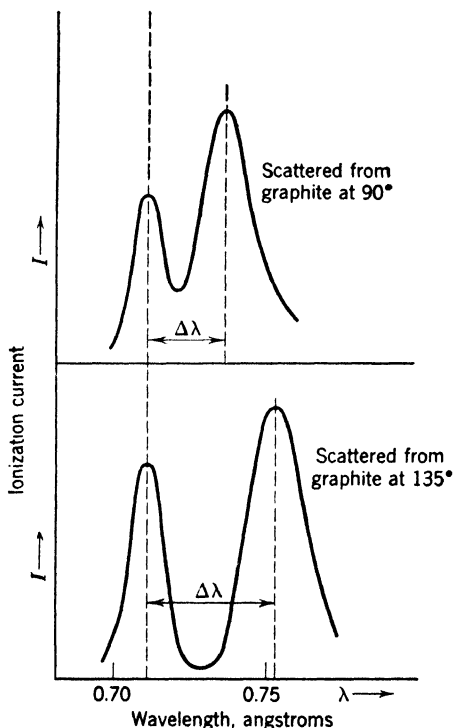 Scattered from
graphite at 90°
I→
Δλ
Ionization current
Scattered from
graphite at 135°
I→
Δλ
0.70 0.75 λ→
Wavelength, angstroms